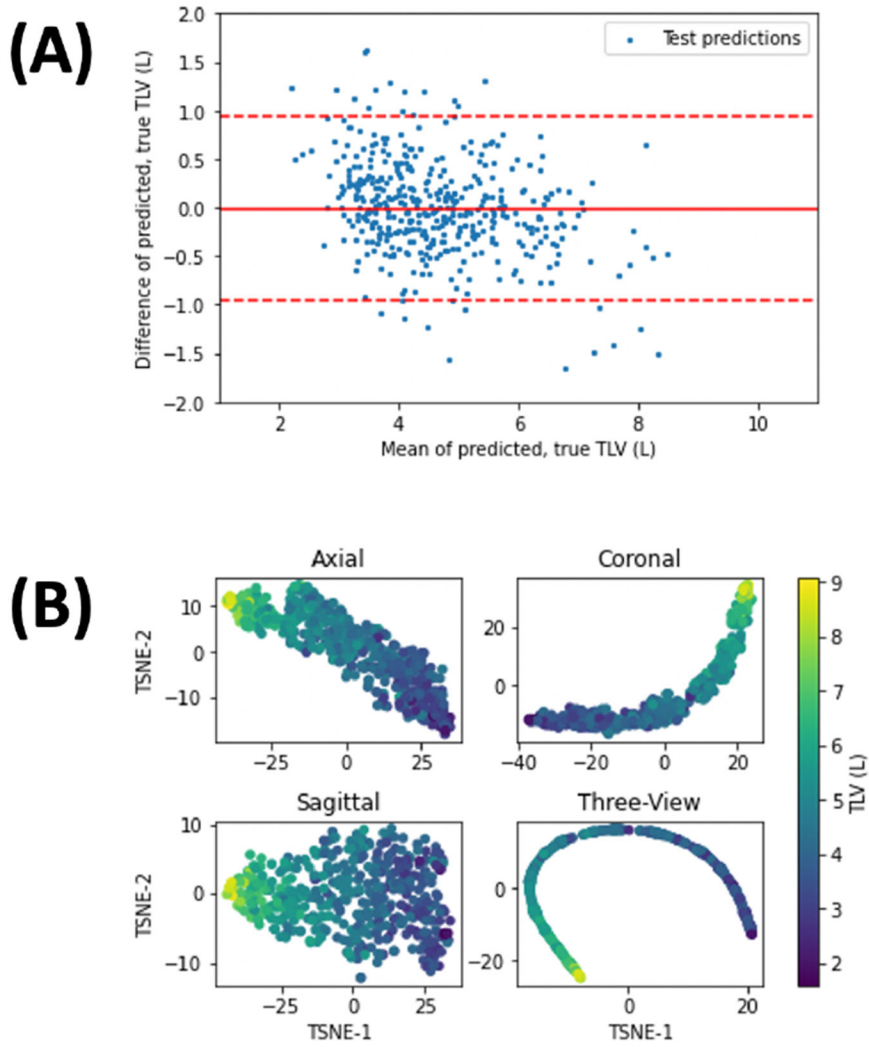 (A)
2.0
1.5
1.0
0.5
0.0
−0.5
−1.0
−1.5
−2.0
Difference of predicted, true TLV (L)
Test predictions
2 4 6 8 10
Mean of predicted, true TLV (L)
(B)
Axial
10
0
−10
TSNE-2
−25 0 25
Coronal
20
0
−40 −20 0 20
Sagittal
10
0
−10
TSNE-2
−25 0 25
TSNE-1
Three-View
0
−20
0 20
TSNE-1
9
8
7
6
5
4
3
2
TLV (L)